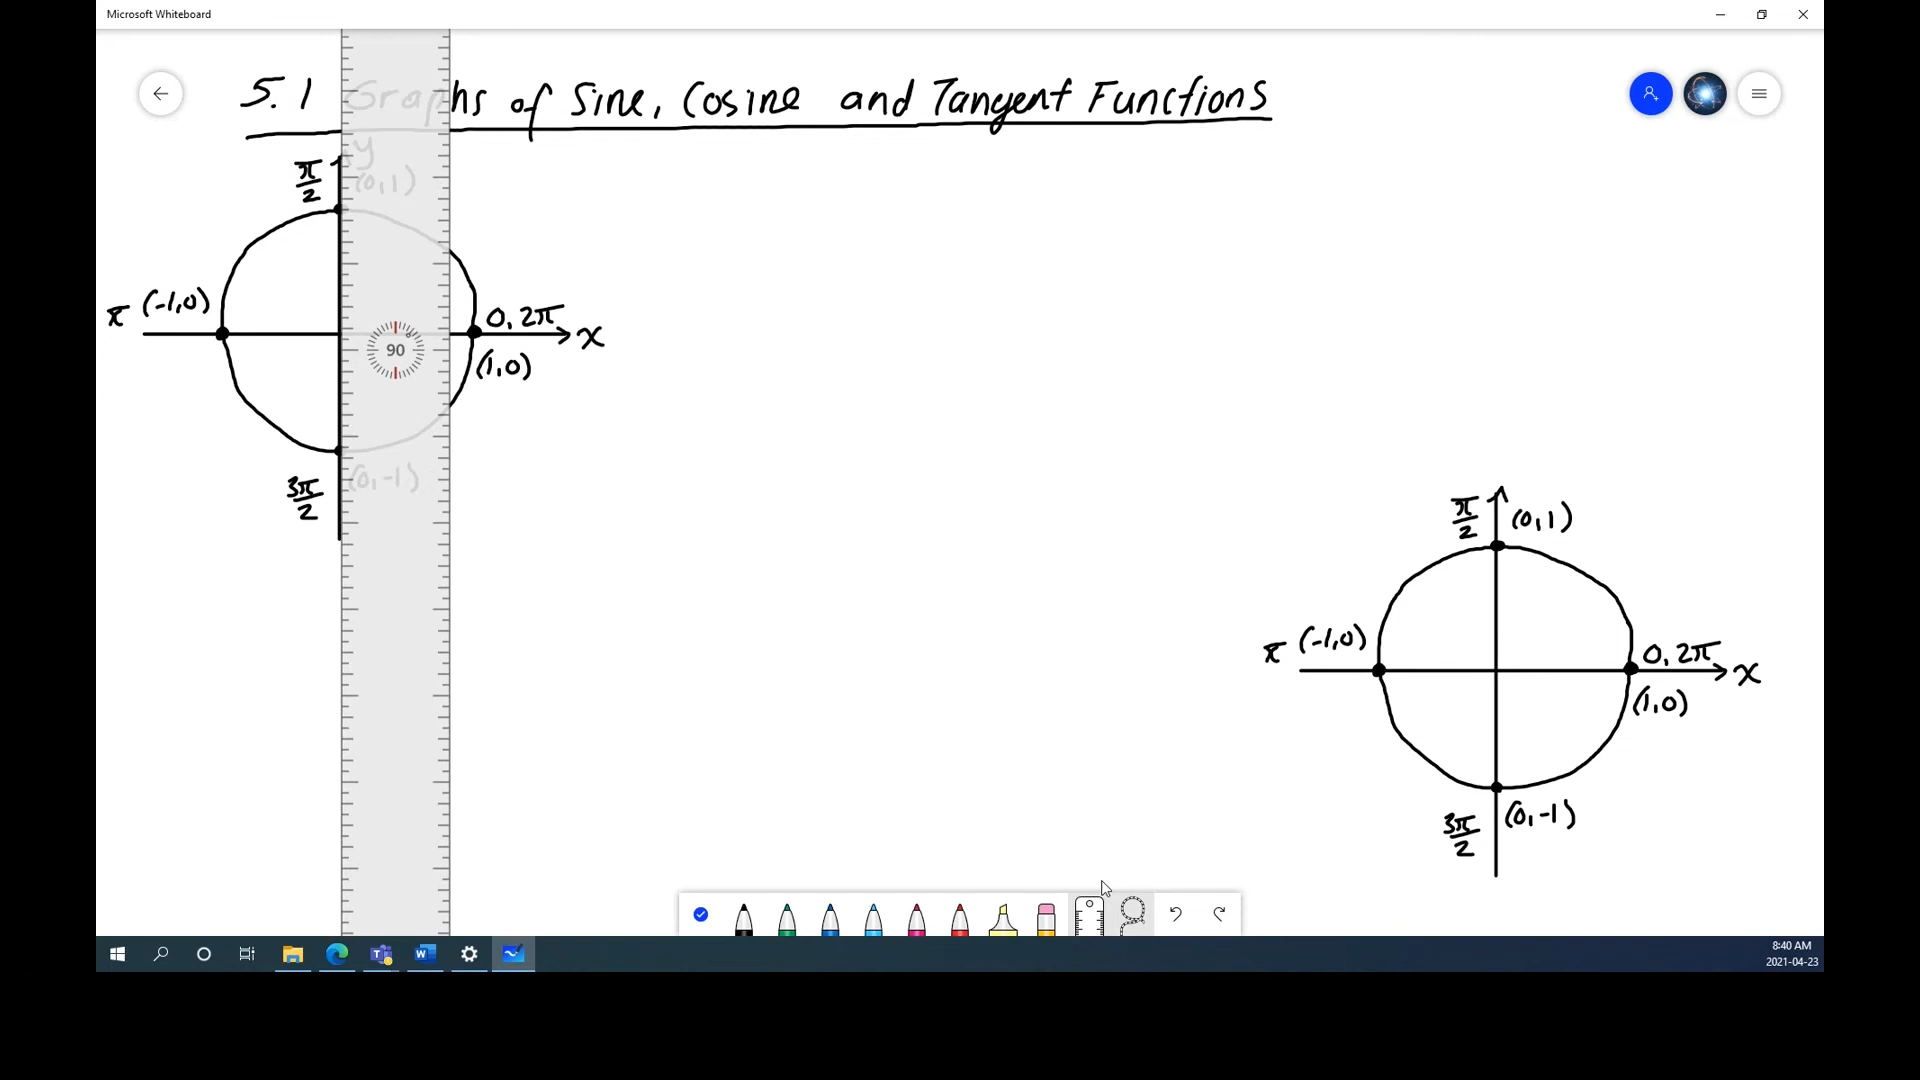 Microsoft Whiteboard
5.1 Graphs of Sine, Cosine and Tangent Functions
y
π/2 (0,1)
π (-1,0)
0, 2π
x
90
(1,0)
3π/2 (0,-1)
π/2 (0,1)
π (-1,0)
0, 2π
x
(1,0)
3π/2 (0,-1)
8:40 AM
2021-04-23